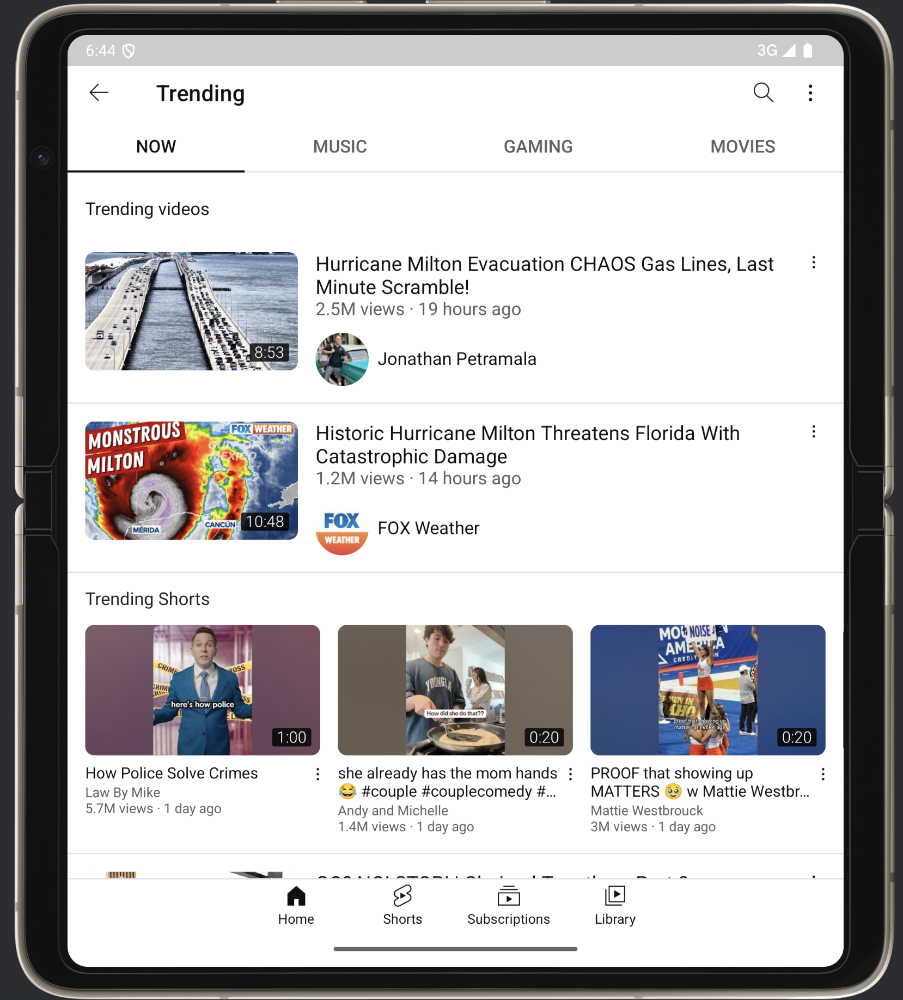 6:44
3G
Trending
NOW
MUSIC
GAMING
MOVIES
Trending videos
8:53
Hurricane Milton Evacuation CHAOS Gas Lines, Last
Minute Scramble!
2.5M views · 19 hours ago
Jonathan Petramala
MONSTROUS
MILTON
FOX WEATHER
GULF OF
MEXICO
MÉRIDA
CANCÚN
10:48
Historic Hurricane Milton Threatens Florida With
Catastrophic Damage
1.2M views · 14 hours ago
FOX
WEATHER
FOX Weather
Trending Shorts
here's how police
1:00
How Police Solve Crimes
Law By Mike
5.7M views · 1 day ago
How did she do that??
0:20
she already has the mom hands
😂 #couple #couplecomedy #...
Andy and Michelle
1.4M views · 1 day ago
NOISE
AMERICA
CREDIT
proof that showing up
matters at EVERY age
0:20
PROOF that showing up
MATTERS 🥹 w Mattie Westbr...
Mattie Westbrouck
3M views · 1 day ago
Home
Shorts
Subscriptions
Library